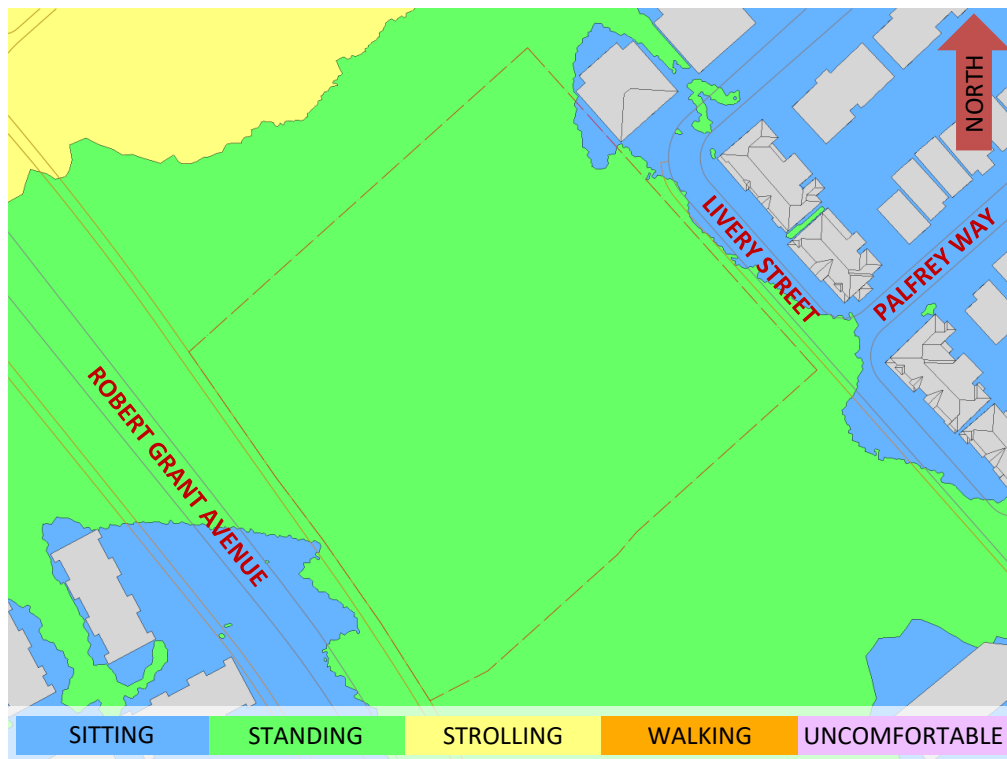 NORTH
LIVERY STREET
PALFREY WAY
ROBERT GRANT AVENUE
SITTING
STANDING
STROLLING
WALKING
UNCOMFORTABLE